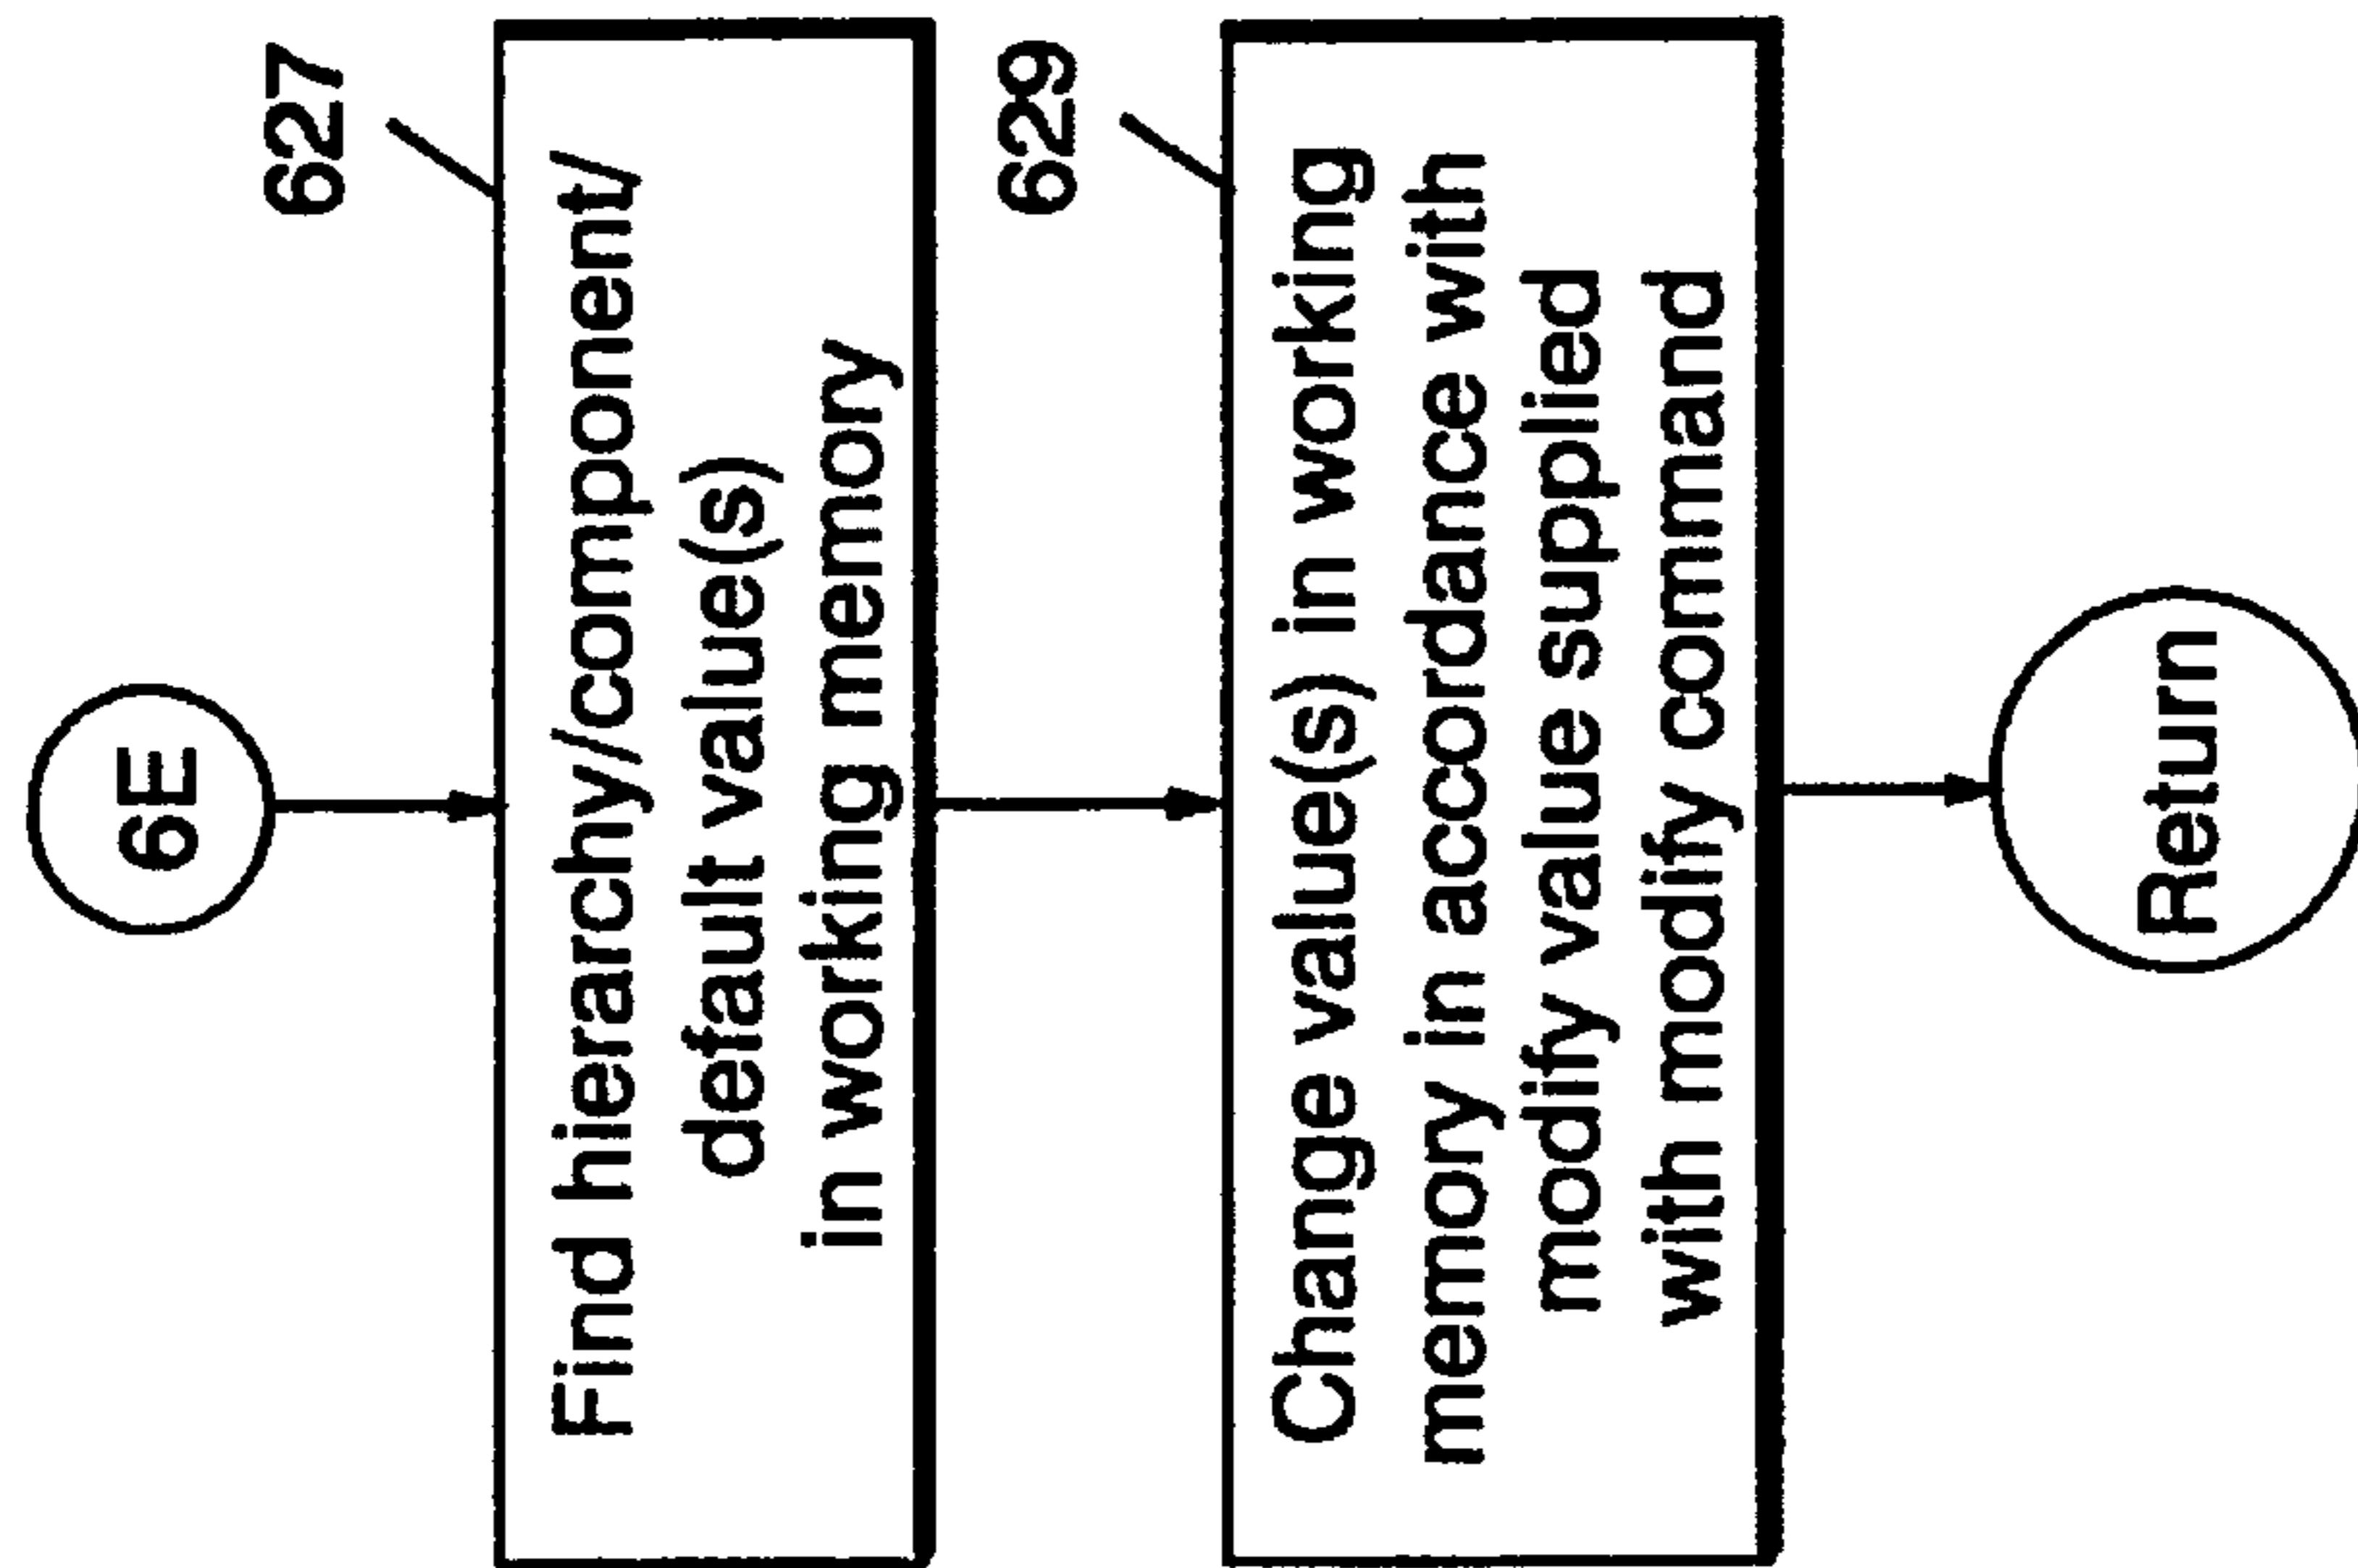 6E
627
Find hierarchy/component/
default value(s)
in working memory
629
Change value(s) in working
memory in accordance with
modify value supplied
with modify command
Return